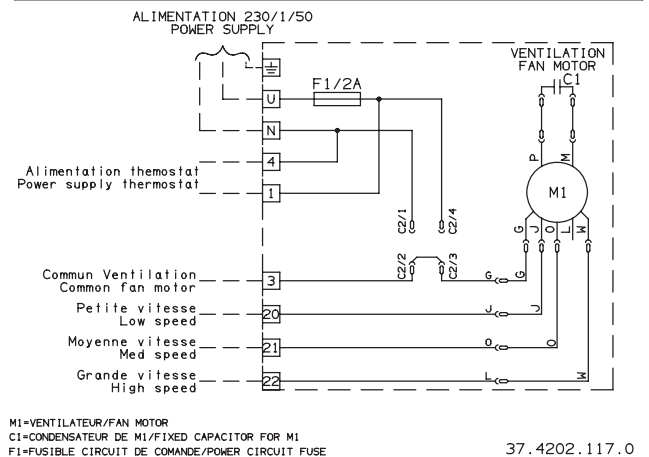 ALIMENTATION 230/1/50
POWER SUPPLY
VENTILATION
FAN MOTOR
C1
F1/2A
U
N
4
Alimentation themostat
Power supply thermostat
1
P
M
M1
C2/1
C2/4
G
J
O
L
W
C2/2
C2/3
Commun Ventilation
Common fan motor
3
G
G
Petite vitesse
Low speed
20
J
J
Moyenne vitesse
Med speed
21
O
O
Grande vitesse
High speed
22
L
W
M1=VENTILATEUR/FAN MOTOR
C1=CONDENSATEUR DE M1/FIXED CAPACITOR FOR M1
F1=FUSIBLE CIRCUIT DE COMANDE/POWER CIRCUIT FUSE
37.4202.117.0